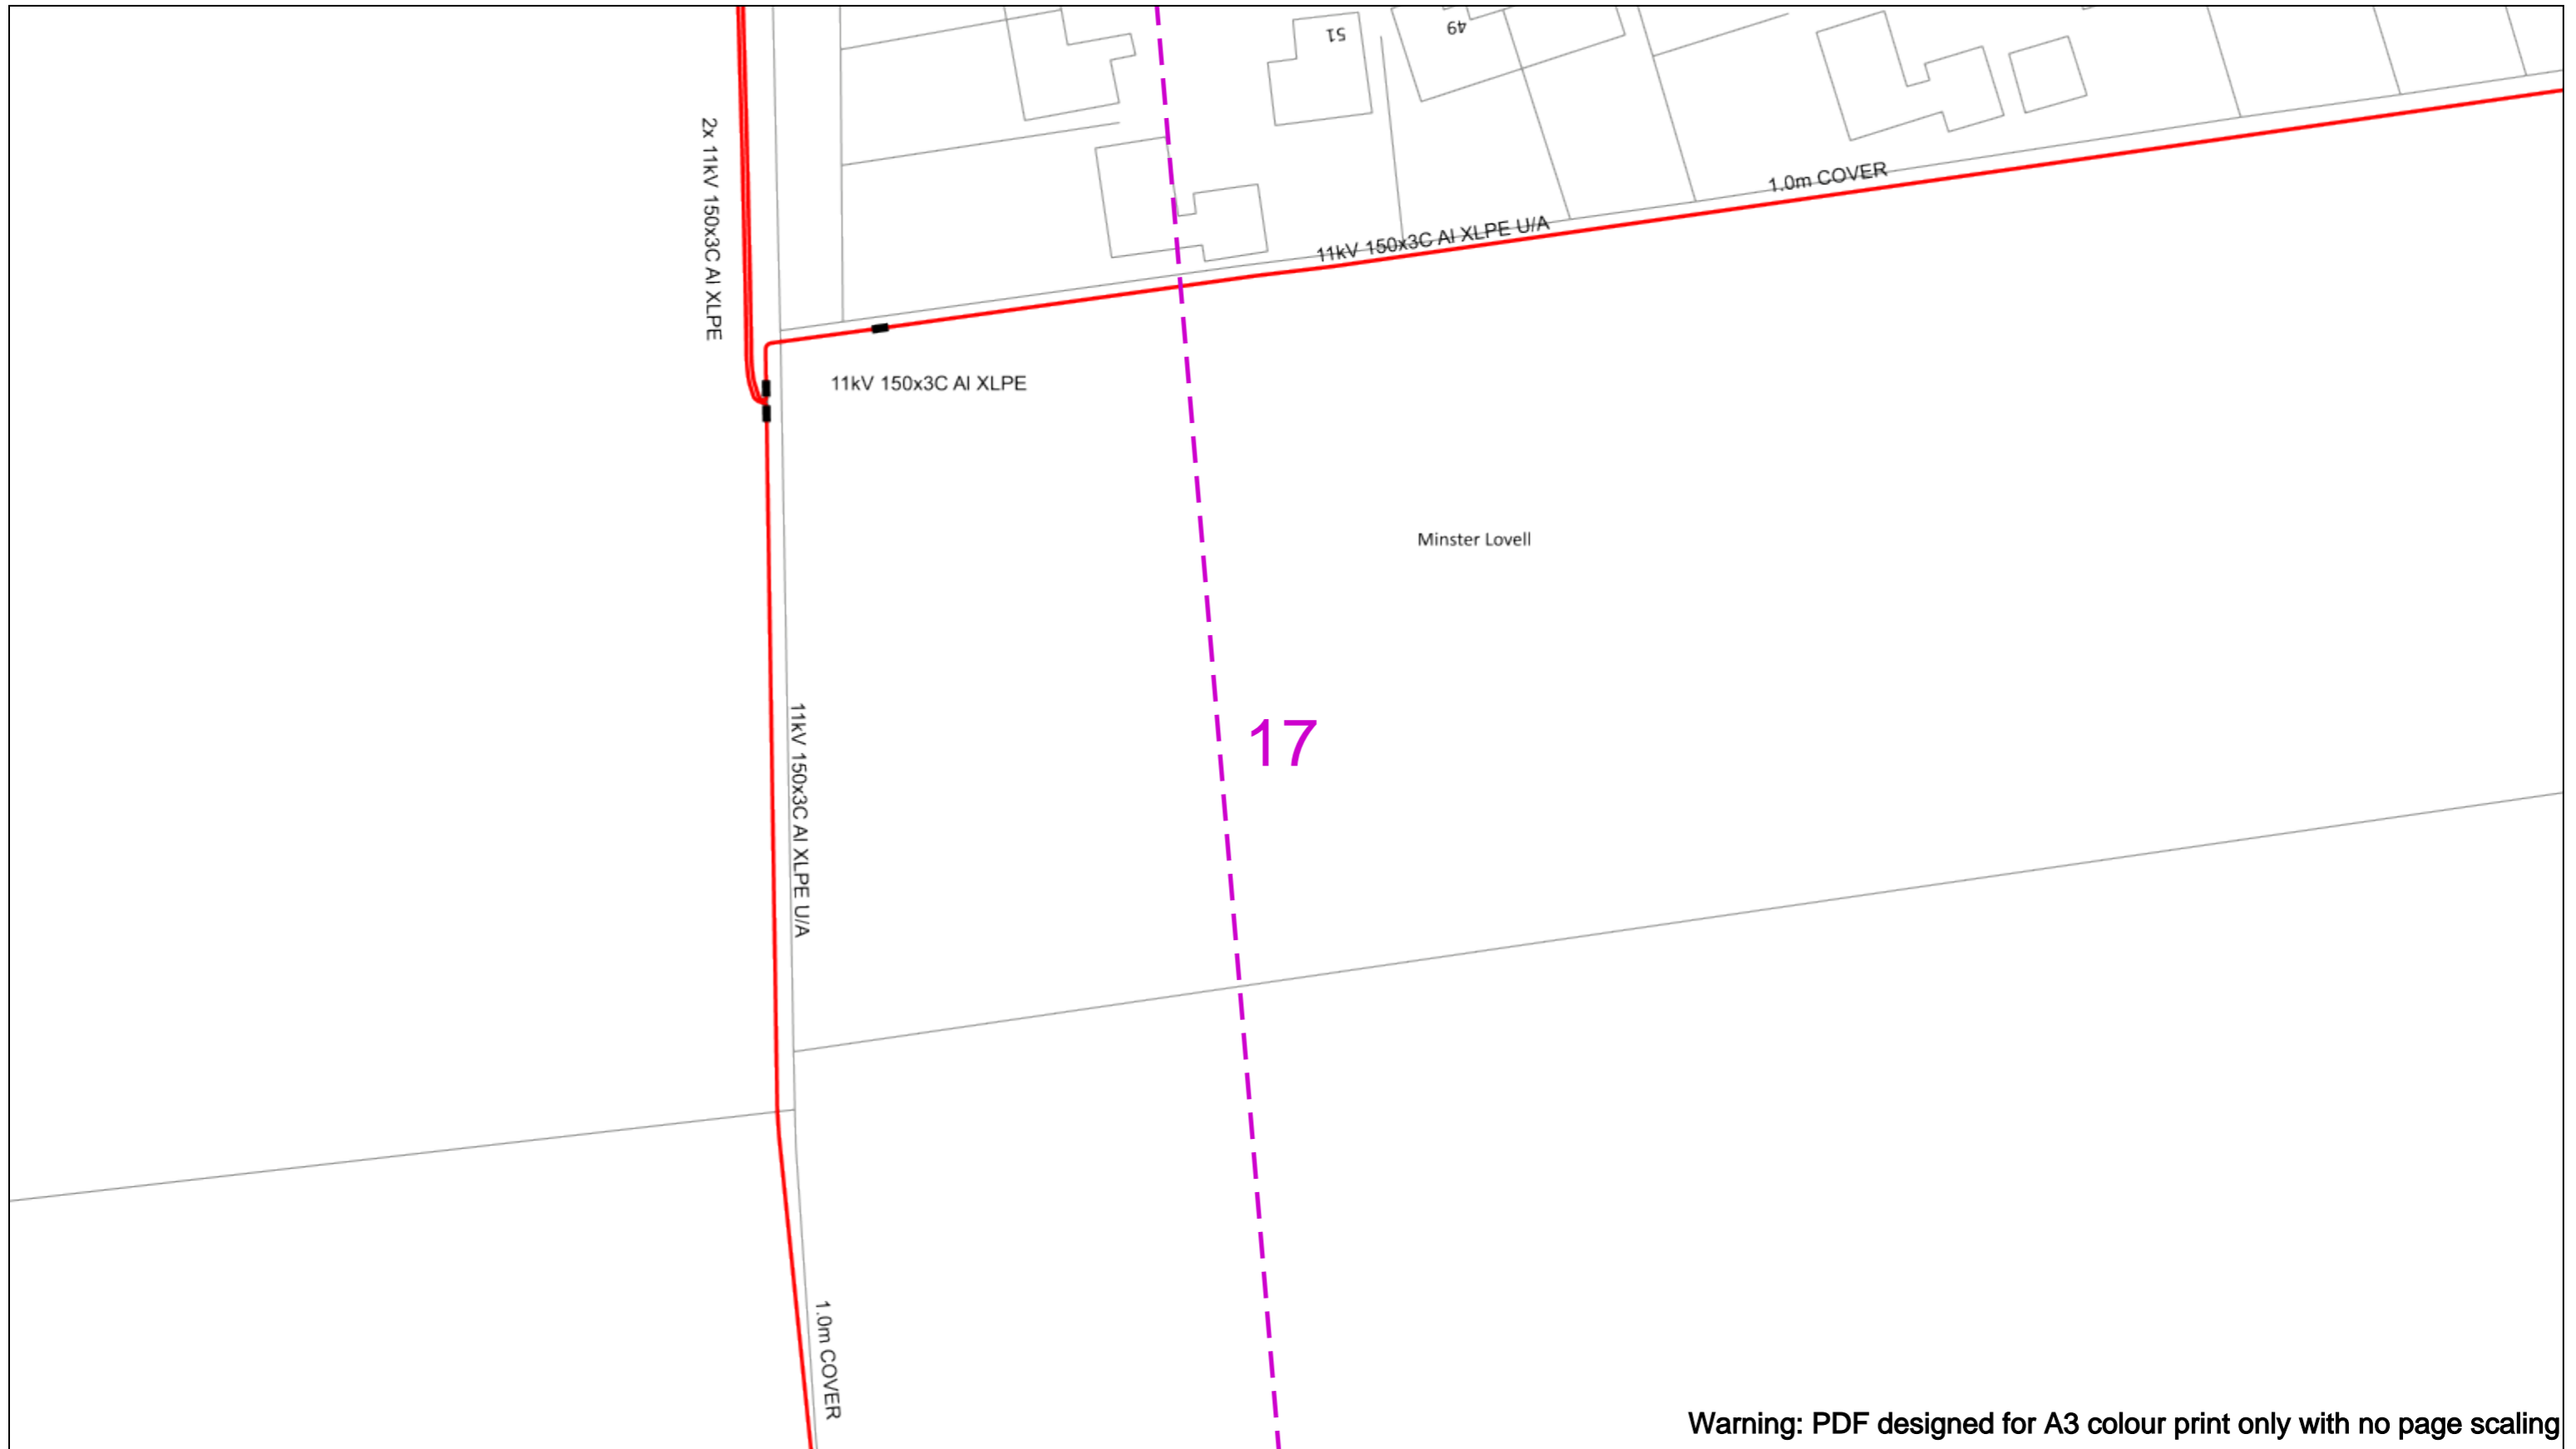 51
49
2x 11kV 150x3C Al XLPE
1.0m COVER
11kV 150x3C Al XLPE U/A
11kV 150x3C Al XLPE
Minster Lovell
17
11kV 150x3C Al XLPE U/A
1.0m COVER
Warning: PDF designed for A3 colour print only with no page scaling